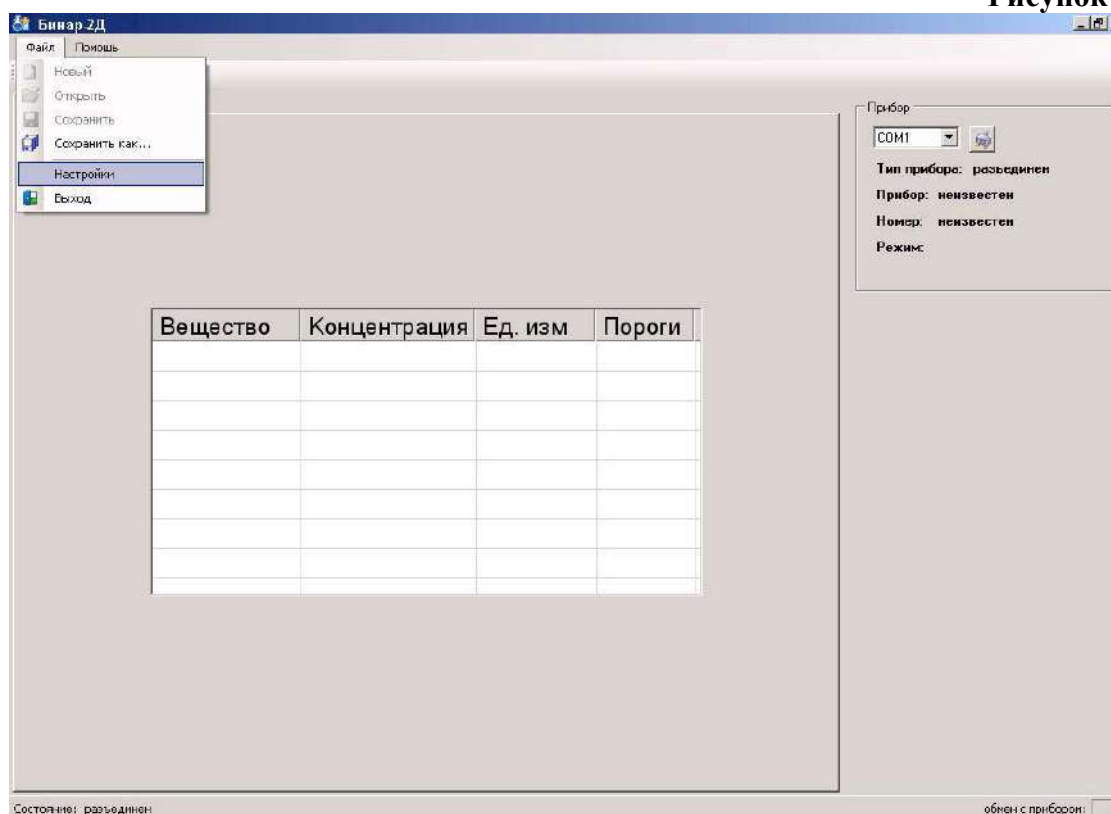 Рисунок
Бинар-2Д
Файл Помощь
Новый
Открыть
Сохранить
Сохранить как...
Настройки
Выход
Прибор
COM1
Тип прибора: разъединен
Прибор: неизвестен
Номер: неизвестен
Режим:
Вещество Концентрация Ед. изм Пороги
Состояние: разъединен
обмен с прибором: